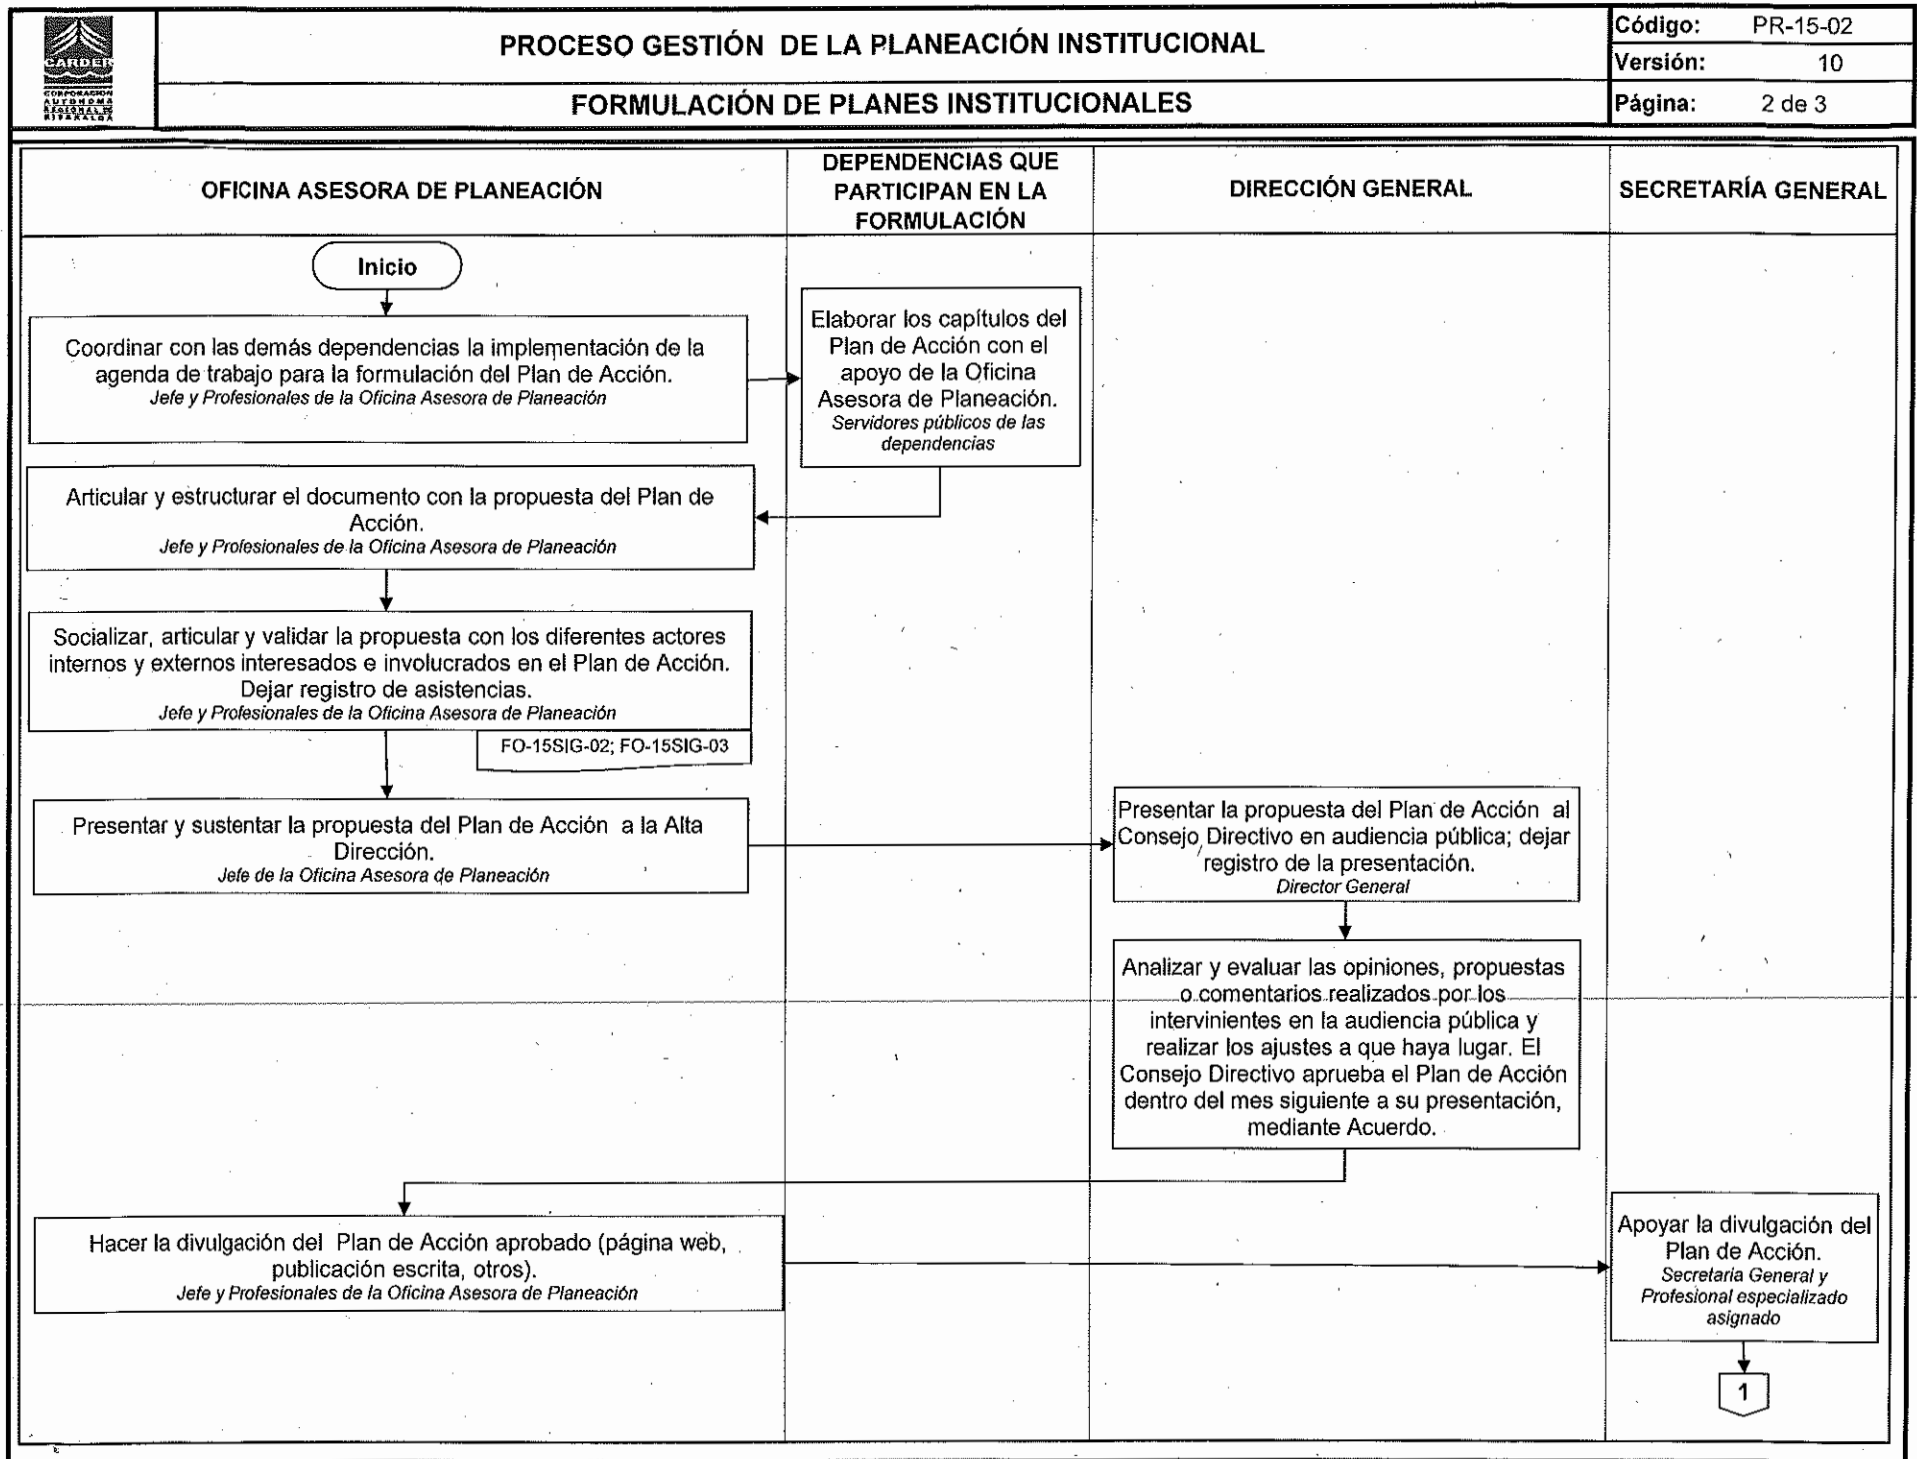 CARDER
CORPORACION
AUTONOMA
REGIONAL DE
RISARALDA
PROCESO GESTIÓN DE LA PLANEACIÓN INSTITUCIONAL
FORMULACIÓN DE PLANES INSTITUCIONALES
Código: PR-15-02
Versión: 10
Página: 2 de 3
OFICINA ASESORA DE PLANEACIÓN
DEPENDENCIAS QUE
PARTICIPAN EN LA
FORMULACIÓN
DIRECCIÓN GENERAL
SECRETARÍA GENERAL
Inicio
Coordinar con las demás dependencias la implementación de la
agenda de trabajo para la formulación del Plan de Acción.
Jefe y Profesionales de la Oficina Asesora de Planeación
Elaborar los capítulos del
Plan de Acción con el
apoyo de la Oficina
Asesora de Planeación.
Servidores públicos de las
dependencias
Articular y estructurar el documento con la propuesta del Plan de
Acción.
Jefe y Profesionales de la Oficina Asesora de Planeación
Socializar, articular y validar la propuesta con los diferentes actores
internos y externos interesados e involucrados en el Plan de Acción.
Dejar registro de asistencias.
Jefe y Profesionales de la Oficina Asesora de Planeación
FO-15SIG-02; FO-15SIG-03
Presentar y sustentar la propuesta del Plan de Acción a la Alta
Dirección.
Jefe de la Oficina Asesora de Planeación
Presentar la propuesta del Plan de Acción al
Consejo Directivo en audiencia pública; dejar
registro de la presentación.
Director General
Analizar y evaluar las opiniones, propuestas
o comentarios realizados por los
intervinientes en la audiencia pública y
realizar los ajustes a que haya lugar. El
Consejo Directivo aprueba el Plan de Acción
dentro del mes siguiente a su presentación,
mediante Acuerdo.
Hacer la divulgación del Plan de Acción aprobado (página web,
publicación escrita, otros).
Jefe y Profesionales de la Oficina Asesora de Planeación
Apoyar la divulgación del
Plan de Acción.
Secretaria General y
Profesional especializado
asignado
1